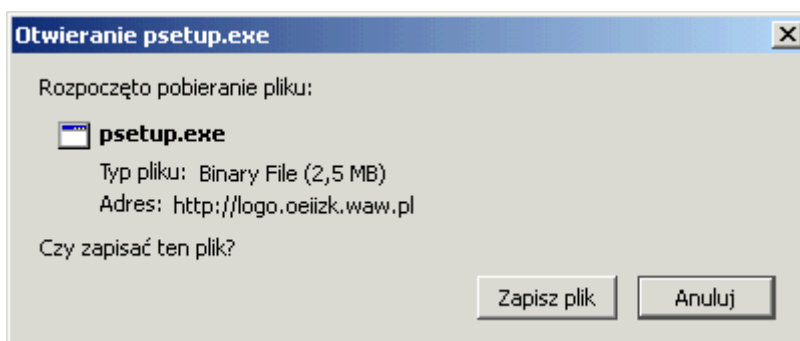 Otwieranie psetup.exe
Rozpoczęto pobieranie pliku:
psetup.exe
Typ pliku: Binary File (2,5 MB)
Adres: http://logo.oeiizk.waw.pl
Czy zapisać ten plik?
Zapisz plik Anuluj